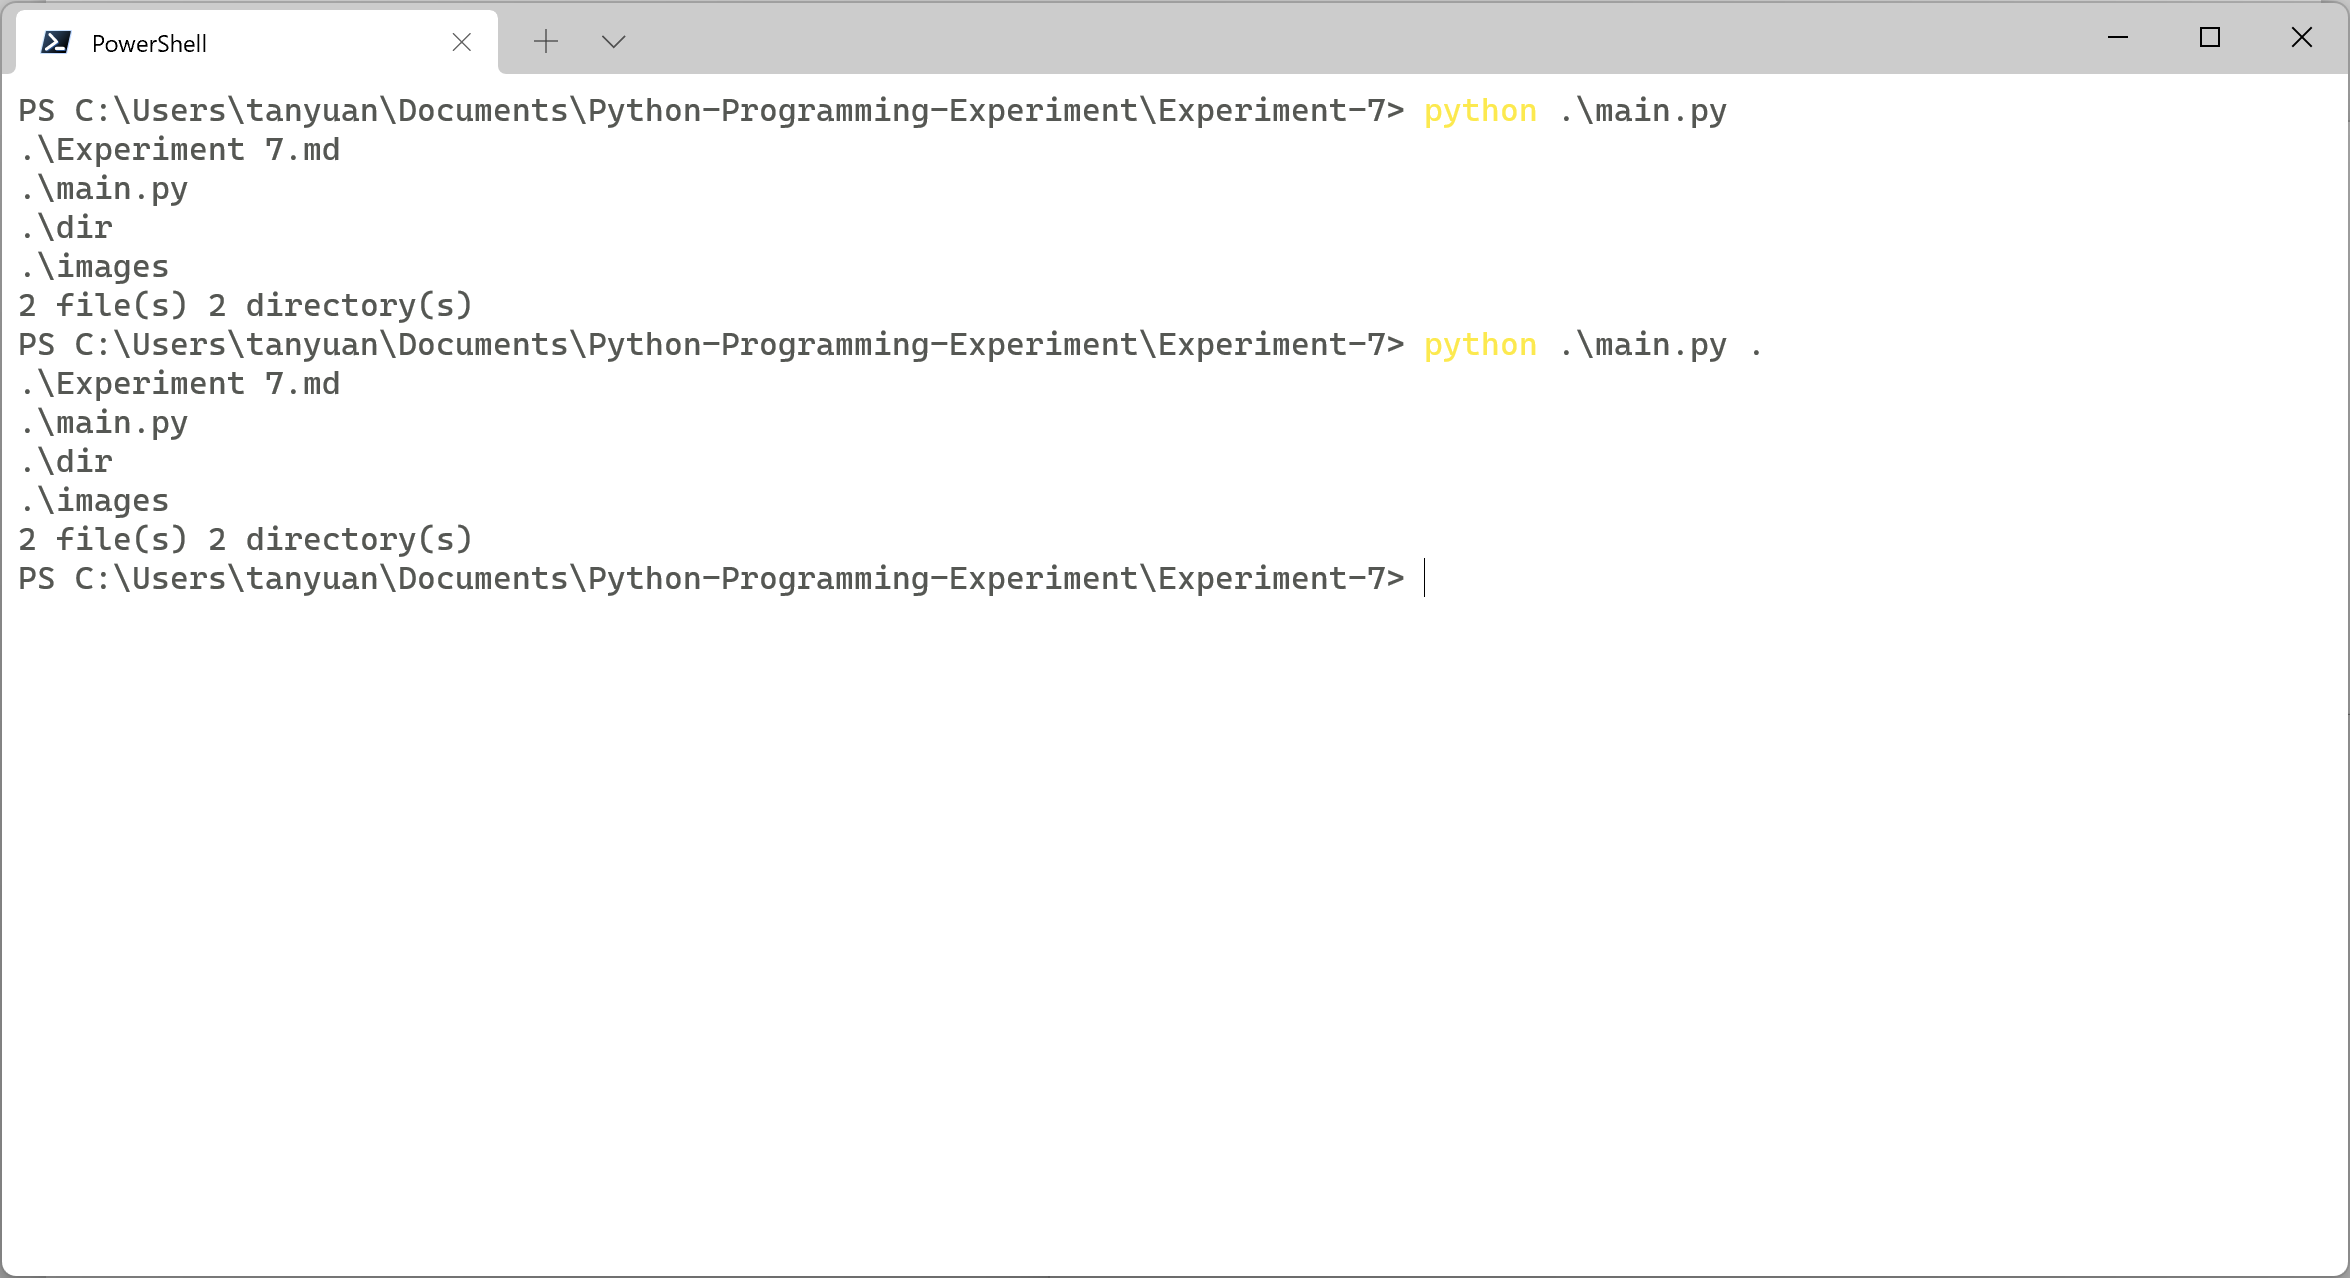 PowerShell
PS C:\Users\tanyuan\Documents\Python-Programming-Experiment\Experiment-7> python .\main.py
.\Experiment 7.md
.\main.py
.\dir
.\images
2 file(s) 2 directory(s)
PS C:\Users\tanyuan\Documents\Python-Programming-Experiment\Experiment-7> python .\main.py .
.\Experiment 7.md
.\main.py
.\dir
.\images
2 file(s) 2 directory(s)
PS C:\Users\tanyuan\Documents\Python-Programming-Experiment\Experiment-7>